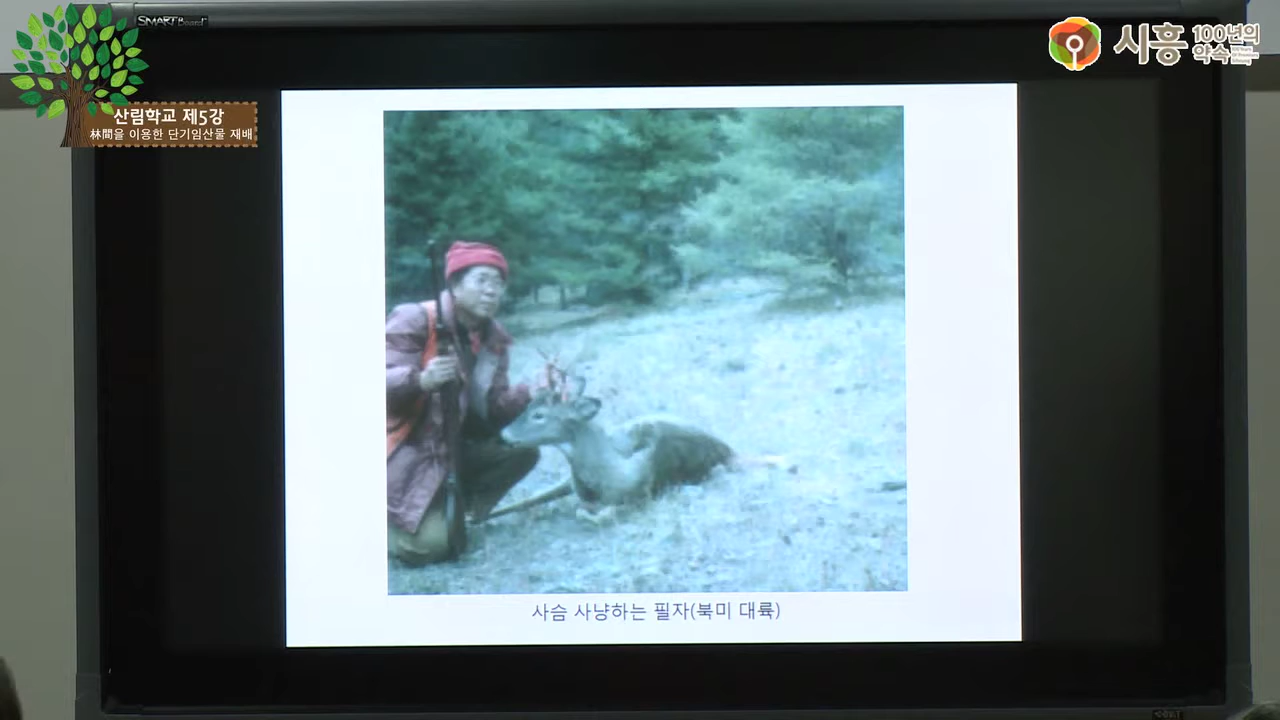 SMART Board
산림학교 제5강
林間을 이용한 단기임산물 재배
시흥
100년의
약속
사슴 사냥하는 필자(북미 대륙)